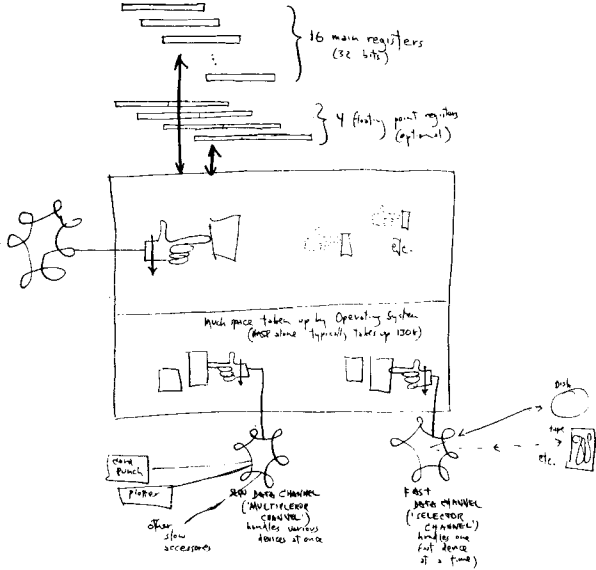 16 main registers
(32 bits)
4 floating point registers
(optional)
etc.
Much space taken up by Operating System
(HASP alone typically takes up 130K)
Disk
tape
etc.
card
punch
plotter
other
slow
accessories
SLOW DATA CHANNEL
('MULTIPLEXOR
CHANNEL')
handles various
devices at once
FAST
DATA CHANNEL
('SELECTOR
CHANNEL')
handles one
fast device
at a time)